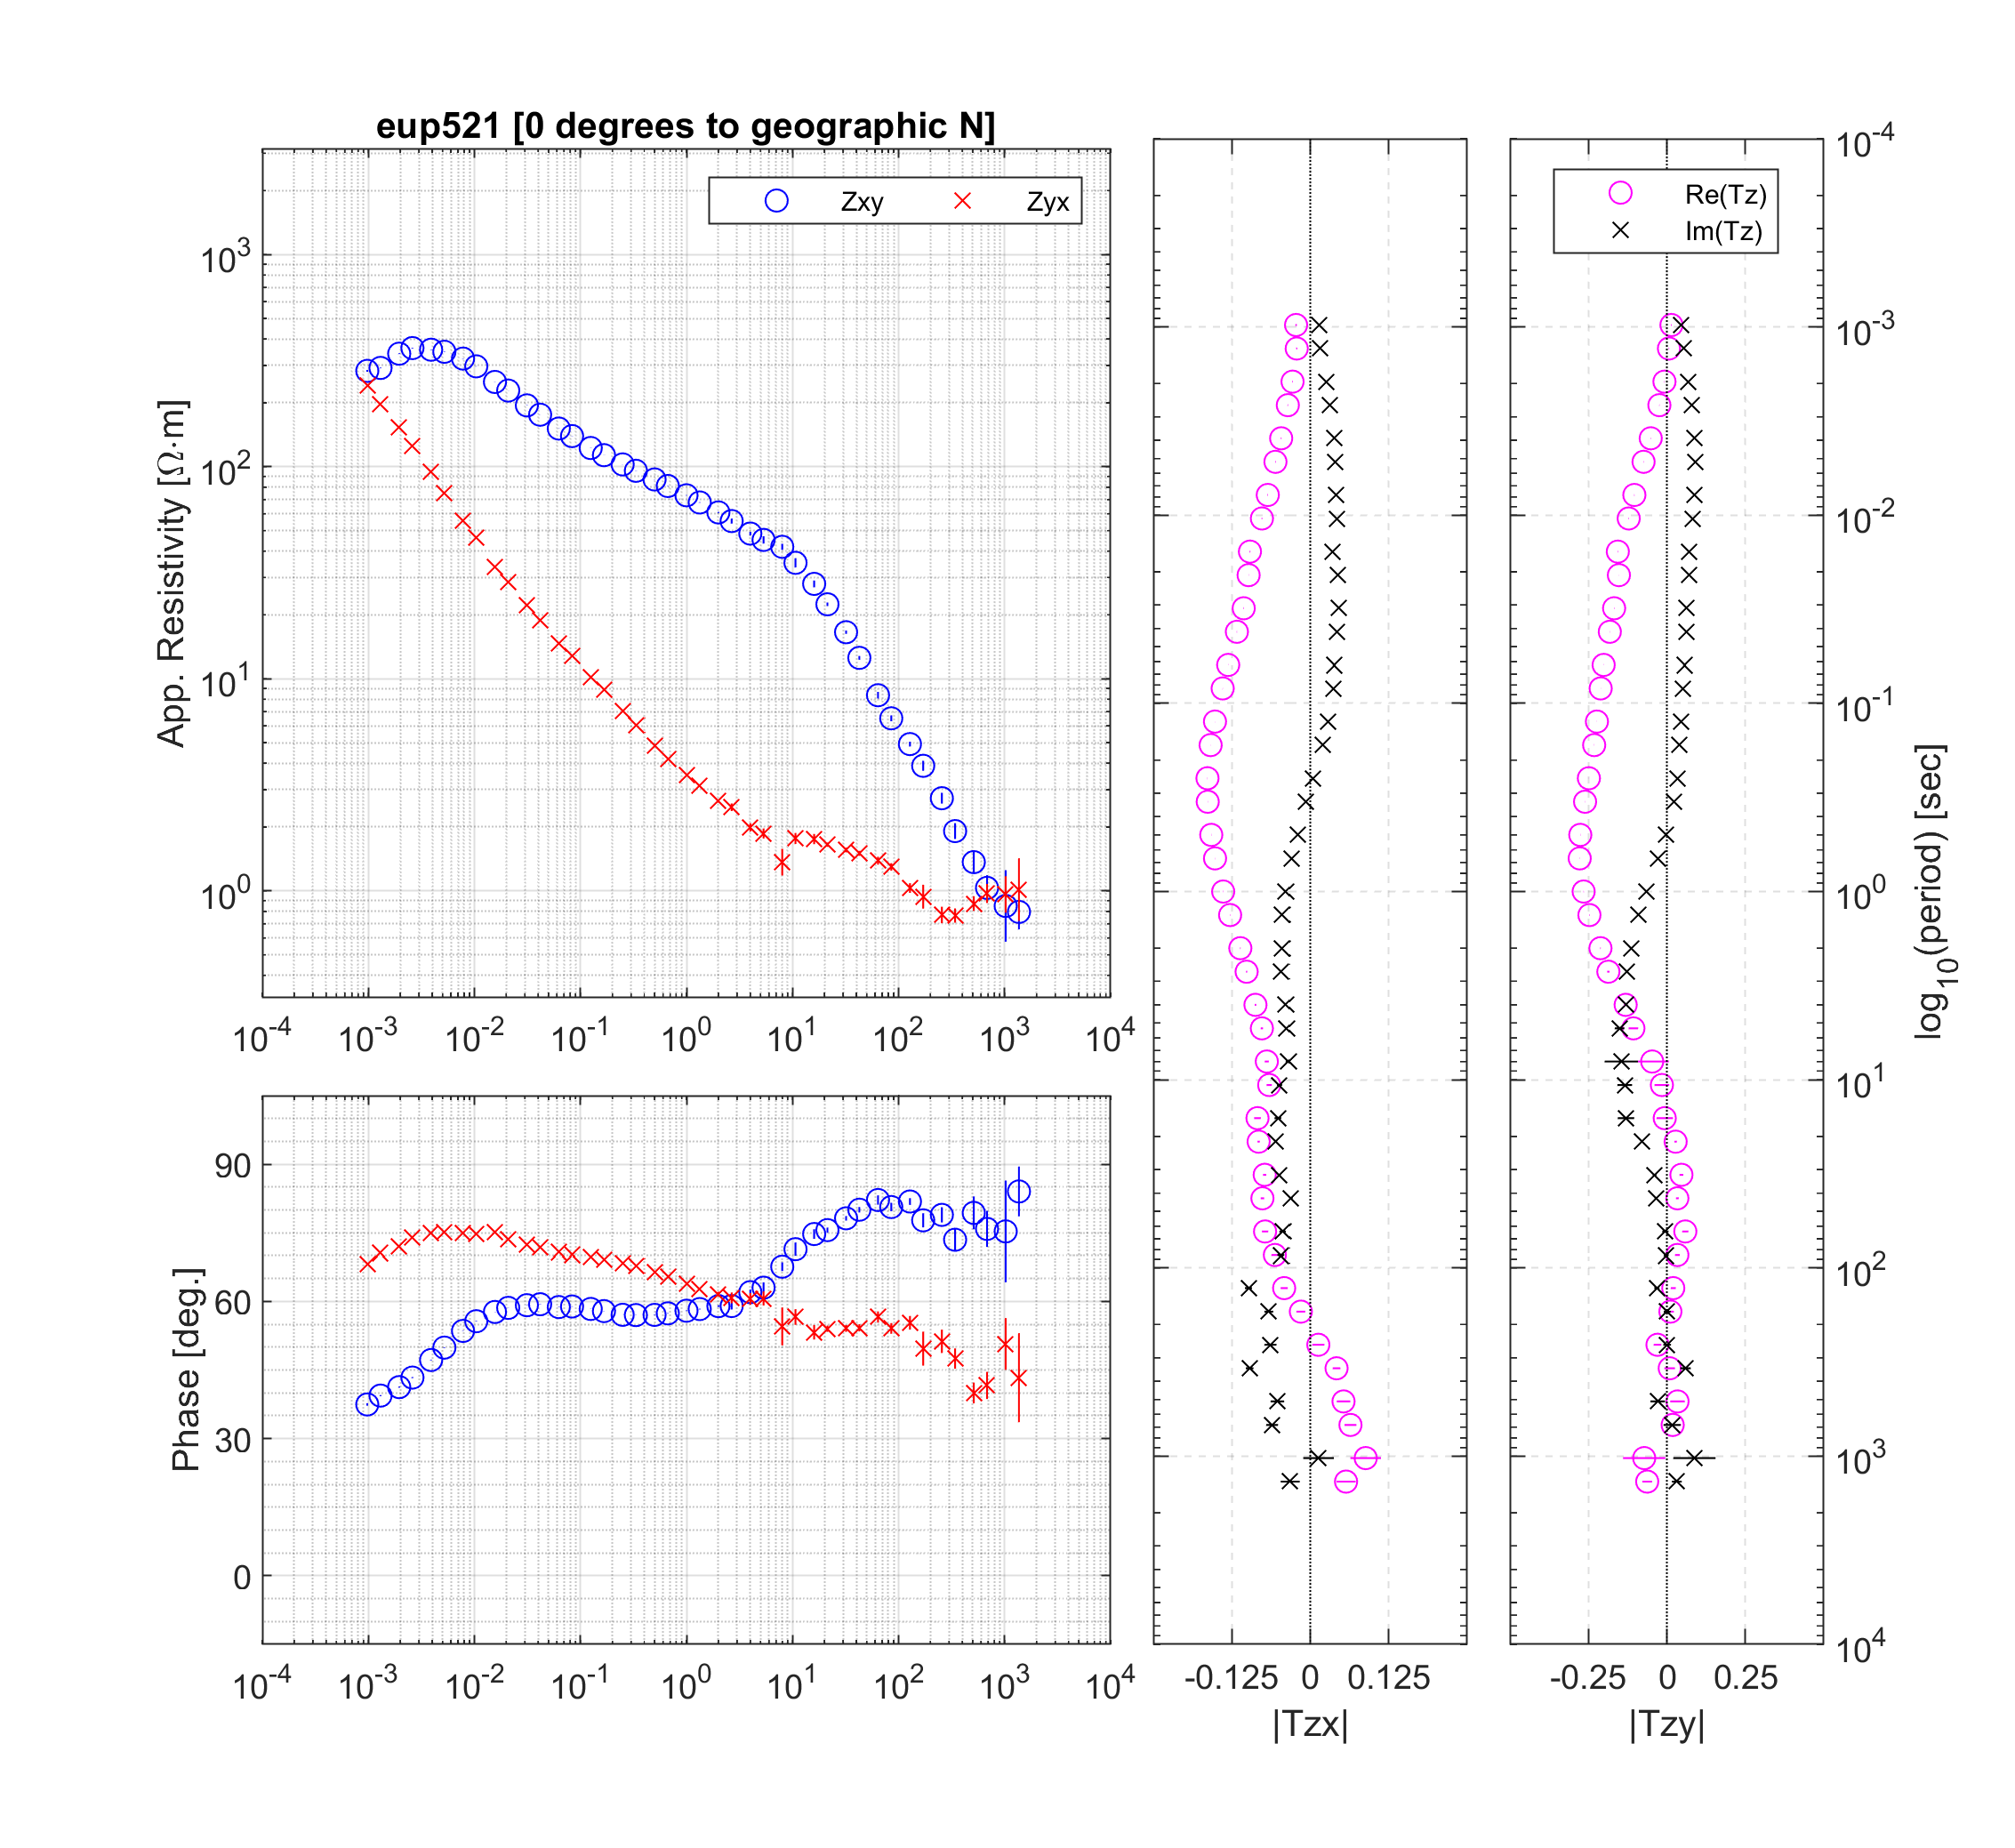 eup521 [0 degrees to geographic N]
Zxy Zyx
App. Resistivity [Ω·m]
10^3
10^2
10^1
10^0
10^-4 10^-3 10^-2 10^-1 10^0 10^1 10^2 10^3 10^4
Phase [deg.]
90
60
30
0
10^-4 10^-3 10^-2 10^-1 10^0 10^1 10^2 10^3 10^4
-0.125 0 0.125
|Tzx|
Re(Tz)
Im(Tz)
10^-4
10^-3
10^-2
10^-1
10^0
10^1
10^2
10^3
10^4
log_10(period) [sec]
-0.25 0 0.25
|Tzy|